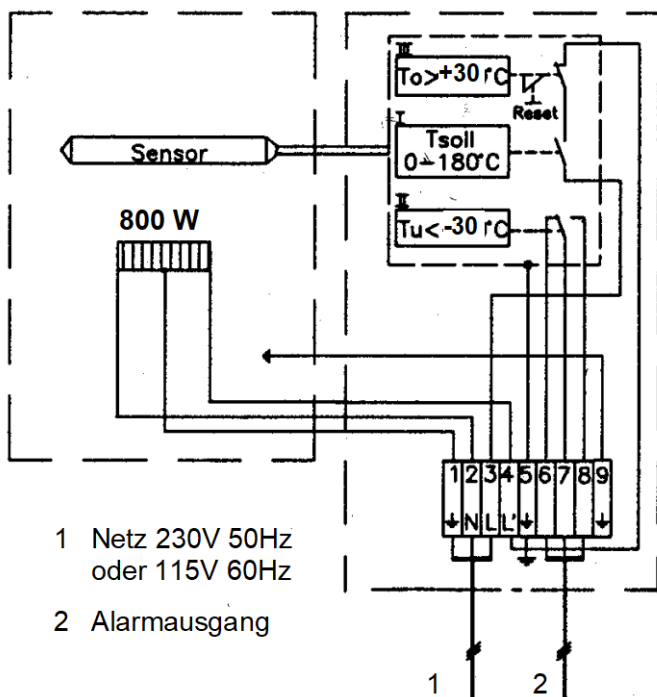 III
To>+30 r°C
Reset
I
Tsoll
0-180°C
Sensor
II
Tu<-30 r°C
800 W
1 2 3 4 5 6 7 8 9
N L L'
1 Netz 230V 50Hz
oder 115V 60Hz
2 Alarmausgang
1 2